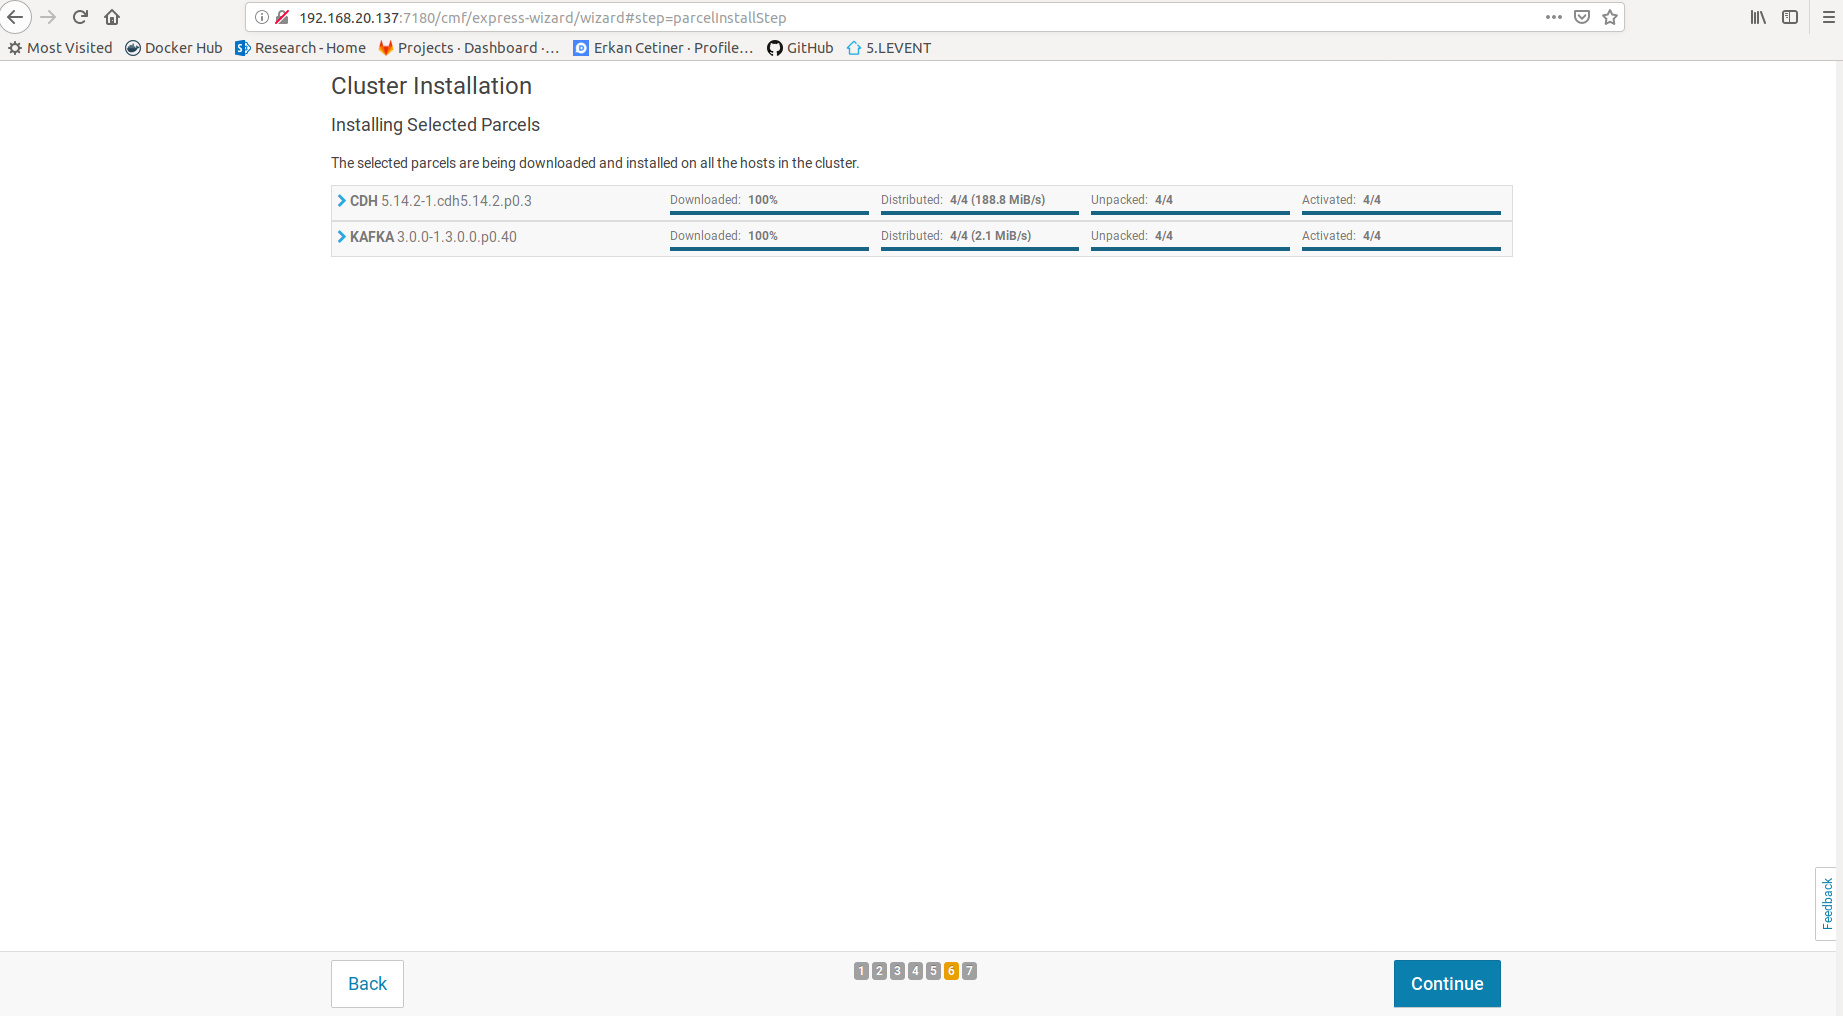 192.168.20.137:7180/cmf/express-wizard/wizard#step=parcelInstallStep
Most Visited Docker Hub Research - Home Projects · Dashboard ·… Erkan Cetiner · Profile… GitHub 5.LEVENT
Cluster Installation
Installing Selected Parcels
The selected parcels are being downloaded and installed on all the hosts in the cluster.
CDH 5.14.2-1.cdh5.14.2.p0.3 Downloaded: 100% Distributed: 4/4 (188.8 MiB/s) Unpacked: 4/4 Activated: 4/4
KAFKA 3.0.0-1.3.0.0.p0.40 Downloaded: 100% Distributed: 4/4 (2.1 MiB/s) Unpacked: 4/4 Activated: 4/4
Feedback
Back 1 2 3 4 5 6 7 Continue